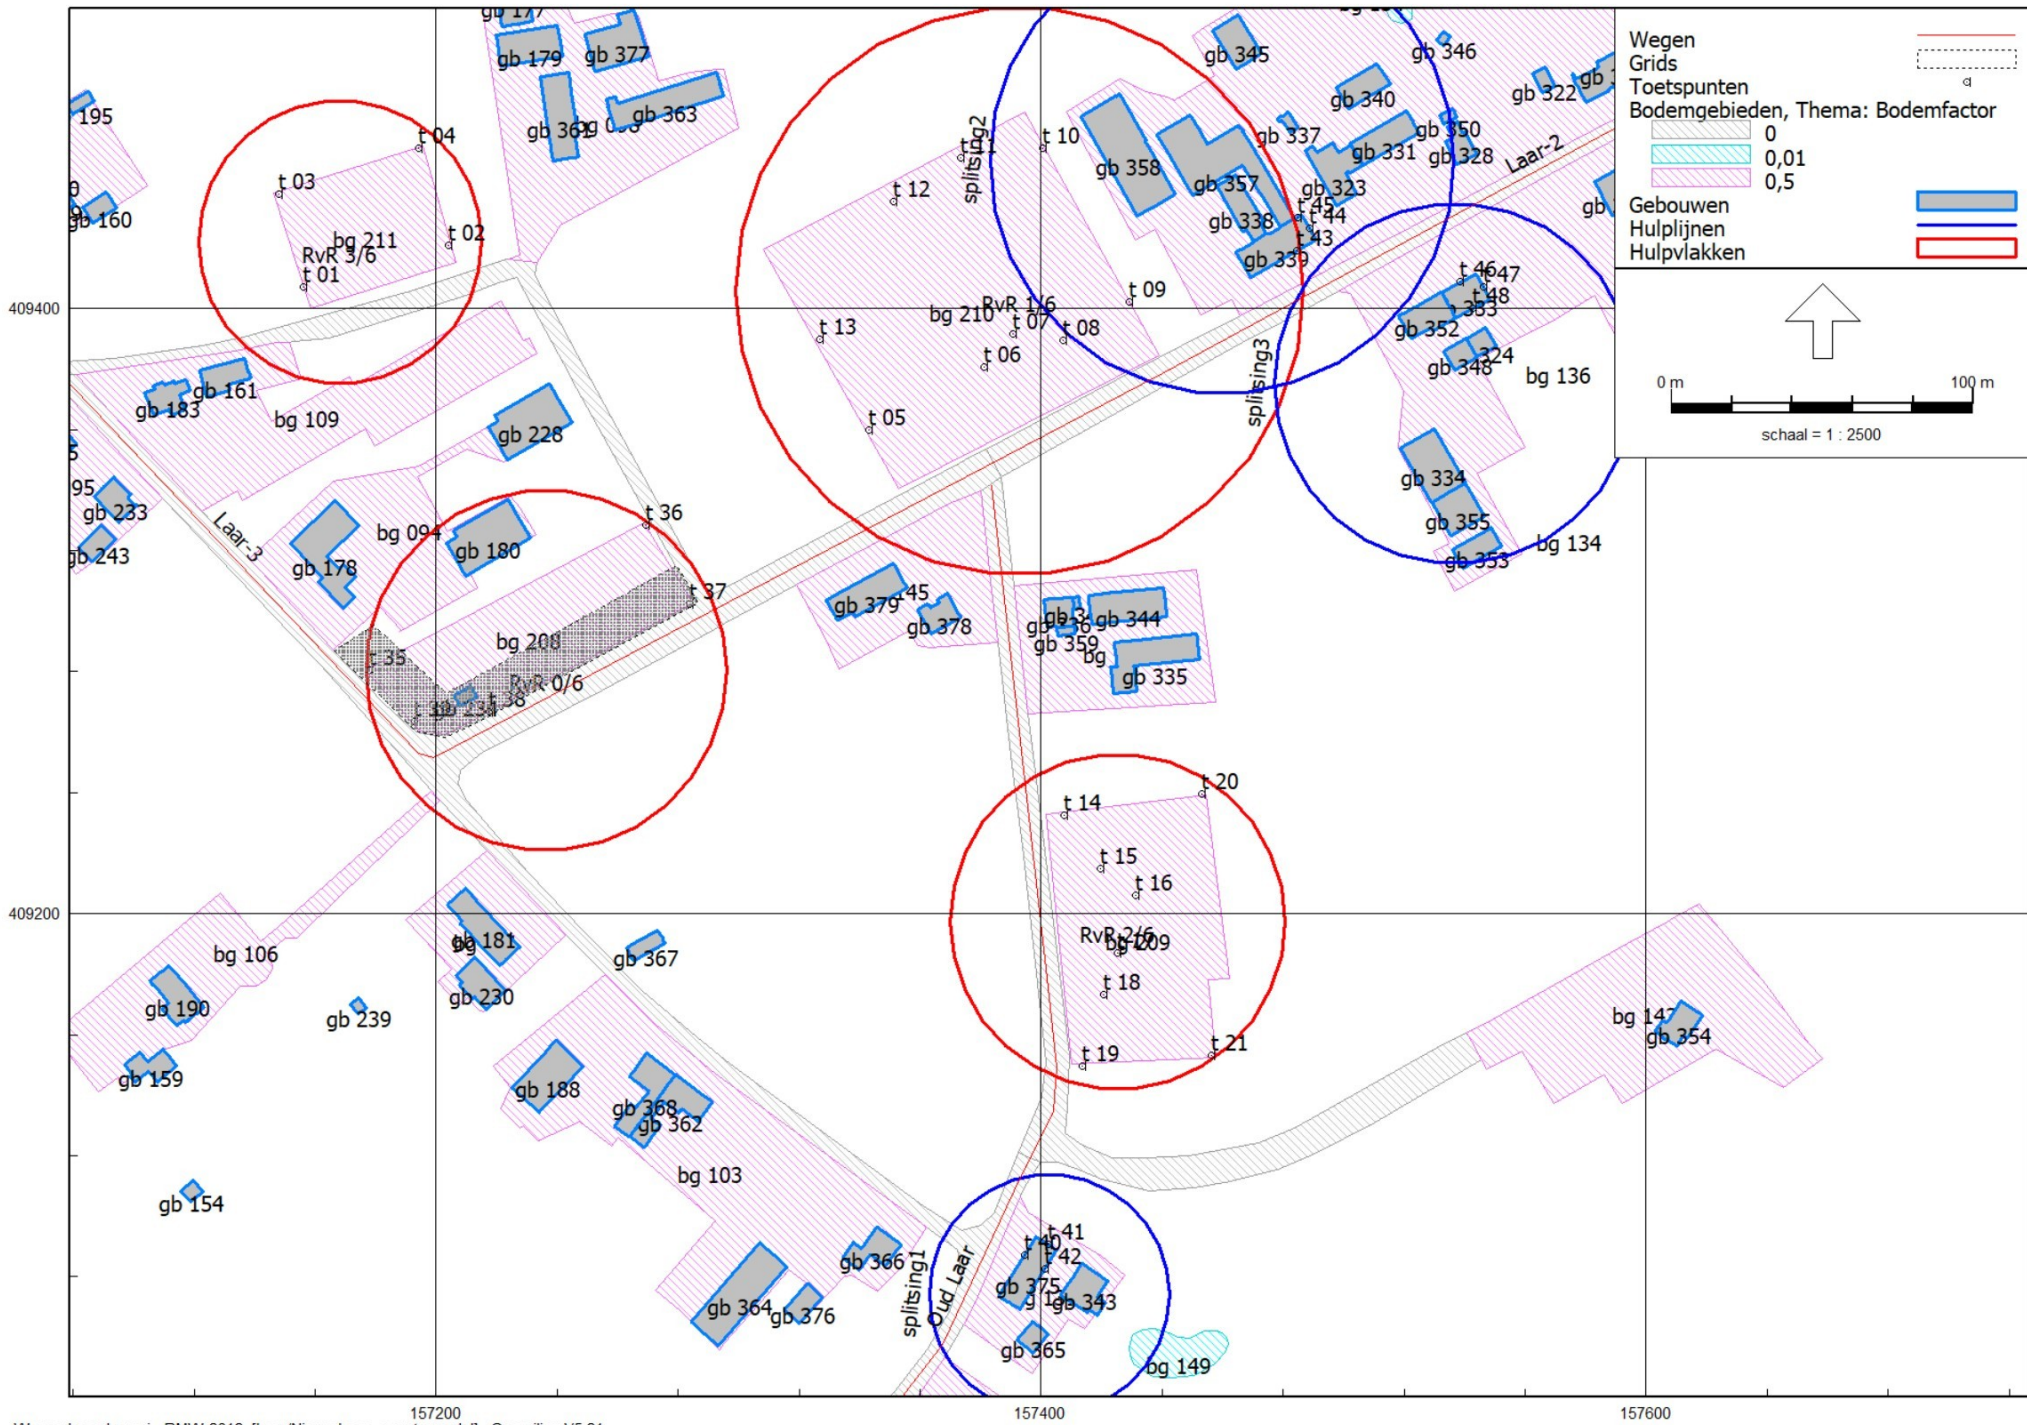 gb 177
gb 179
gb 377
gb 361
gb 363
195
gb 160
t 04
t 03
bg 211
t 02
RvR 3/6
t 01
splitsing2
t 10
t 12
gb 345
gb 346
gb 340
gb 322
gb 337
gb 350
gb 331
gb 328
gb 358
gb 357
gb 323
gb 338
t 45
t 44
t 43
gb 339
Laar-2
Wegen
Grids
Toetspunten
Bodemgebieden, Thema: Bodemfactor
0
0,01
0,5
Gebouwen
Hulplijnen
Hulpvlakken
0 m
100 m
schaal = 1 : 2500
409400
t 46
t 47
t 48
gb 352
324
gb 348
bg 136
t 09
RvR 1/6
bg 210
t 07
t 08
t 13
t 06
t 05
splitsing3
gb 161
gb 183
bg 109
gb 228
gb 334
gb 355
gb 353
bg 134
95
gb 233
gb 243
Laar-3
bg 094
gb 178
gb 180
t 36
t 37
t 35
bg 208
RvR 0/6
t 38
gb 379
gb 378
gb 344
gb 359
bg
gb 335
t 20
t 14
t 15
t 16
409200
RvR 2/6
bg 209
t 18
t 19
t 21
bg 106
gb 190
gb 159
gb 239
gb 181
gb 230
gb 367
gb 188
gb 368
gb 362
bg 103
gb 154
gb 354
gb 366
gb 364
gb 376
splitsing1
Oud Laar
t 41
t 40
t 42
gb 375
gb 343
gb 365
bg 149
157200
157400
157600